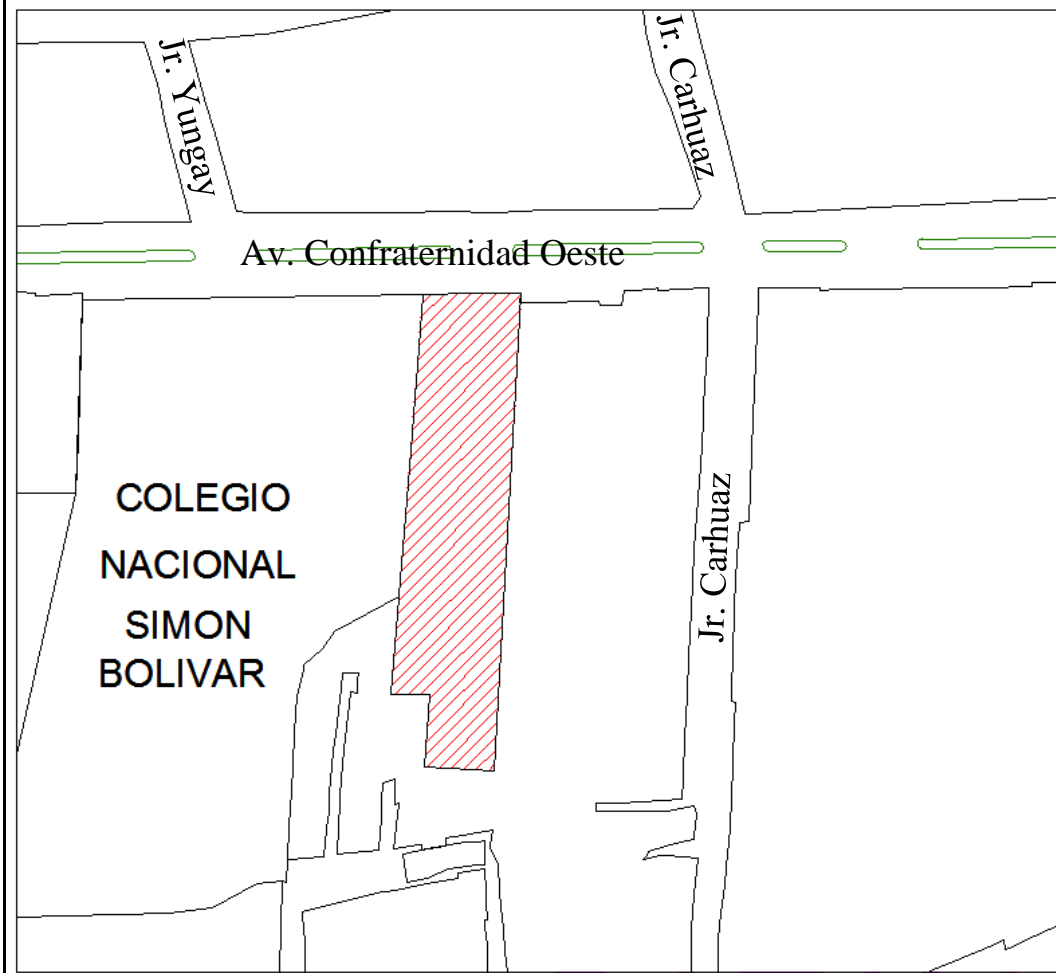 Jr. Yungay
Jr. Carhuaz
Av. Confraternidad Oeste
COLEGIO
NACIONAL
SIMON
BOLIVAR
Jr. Carhuaz